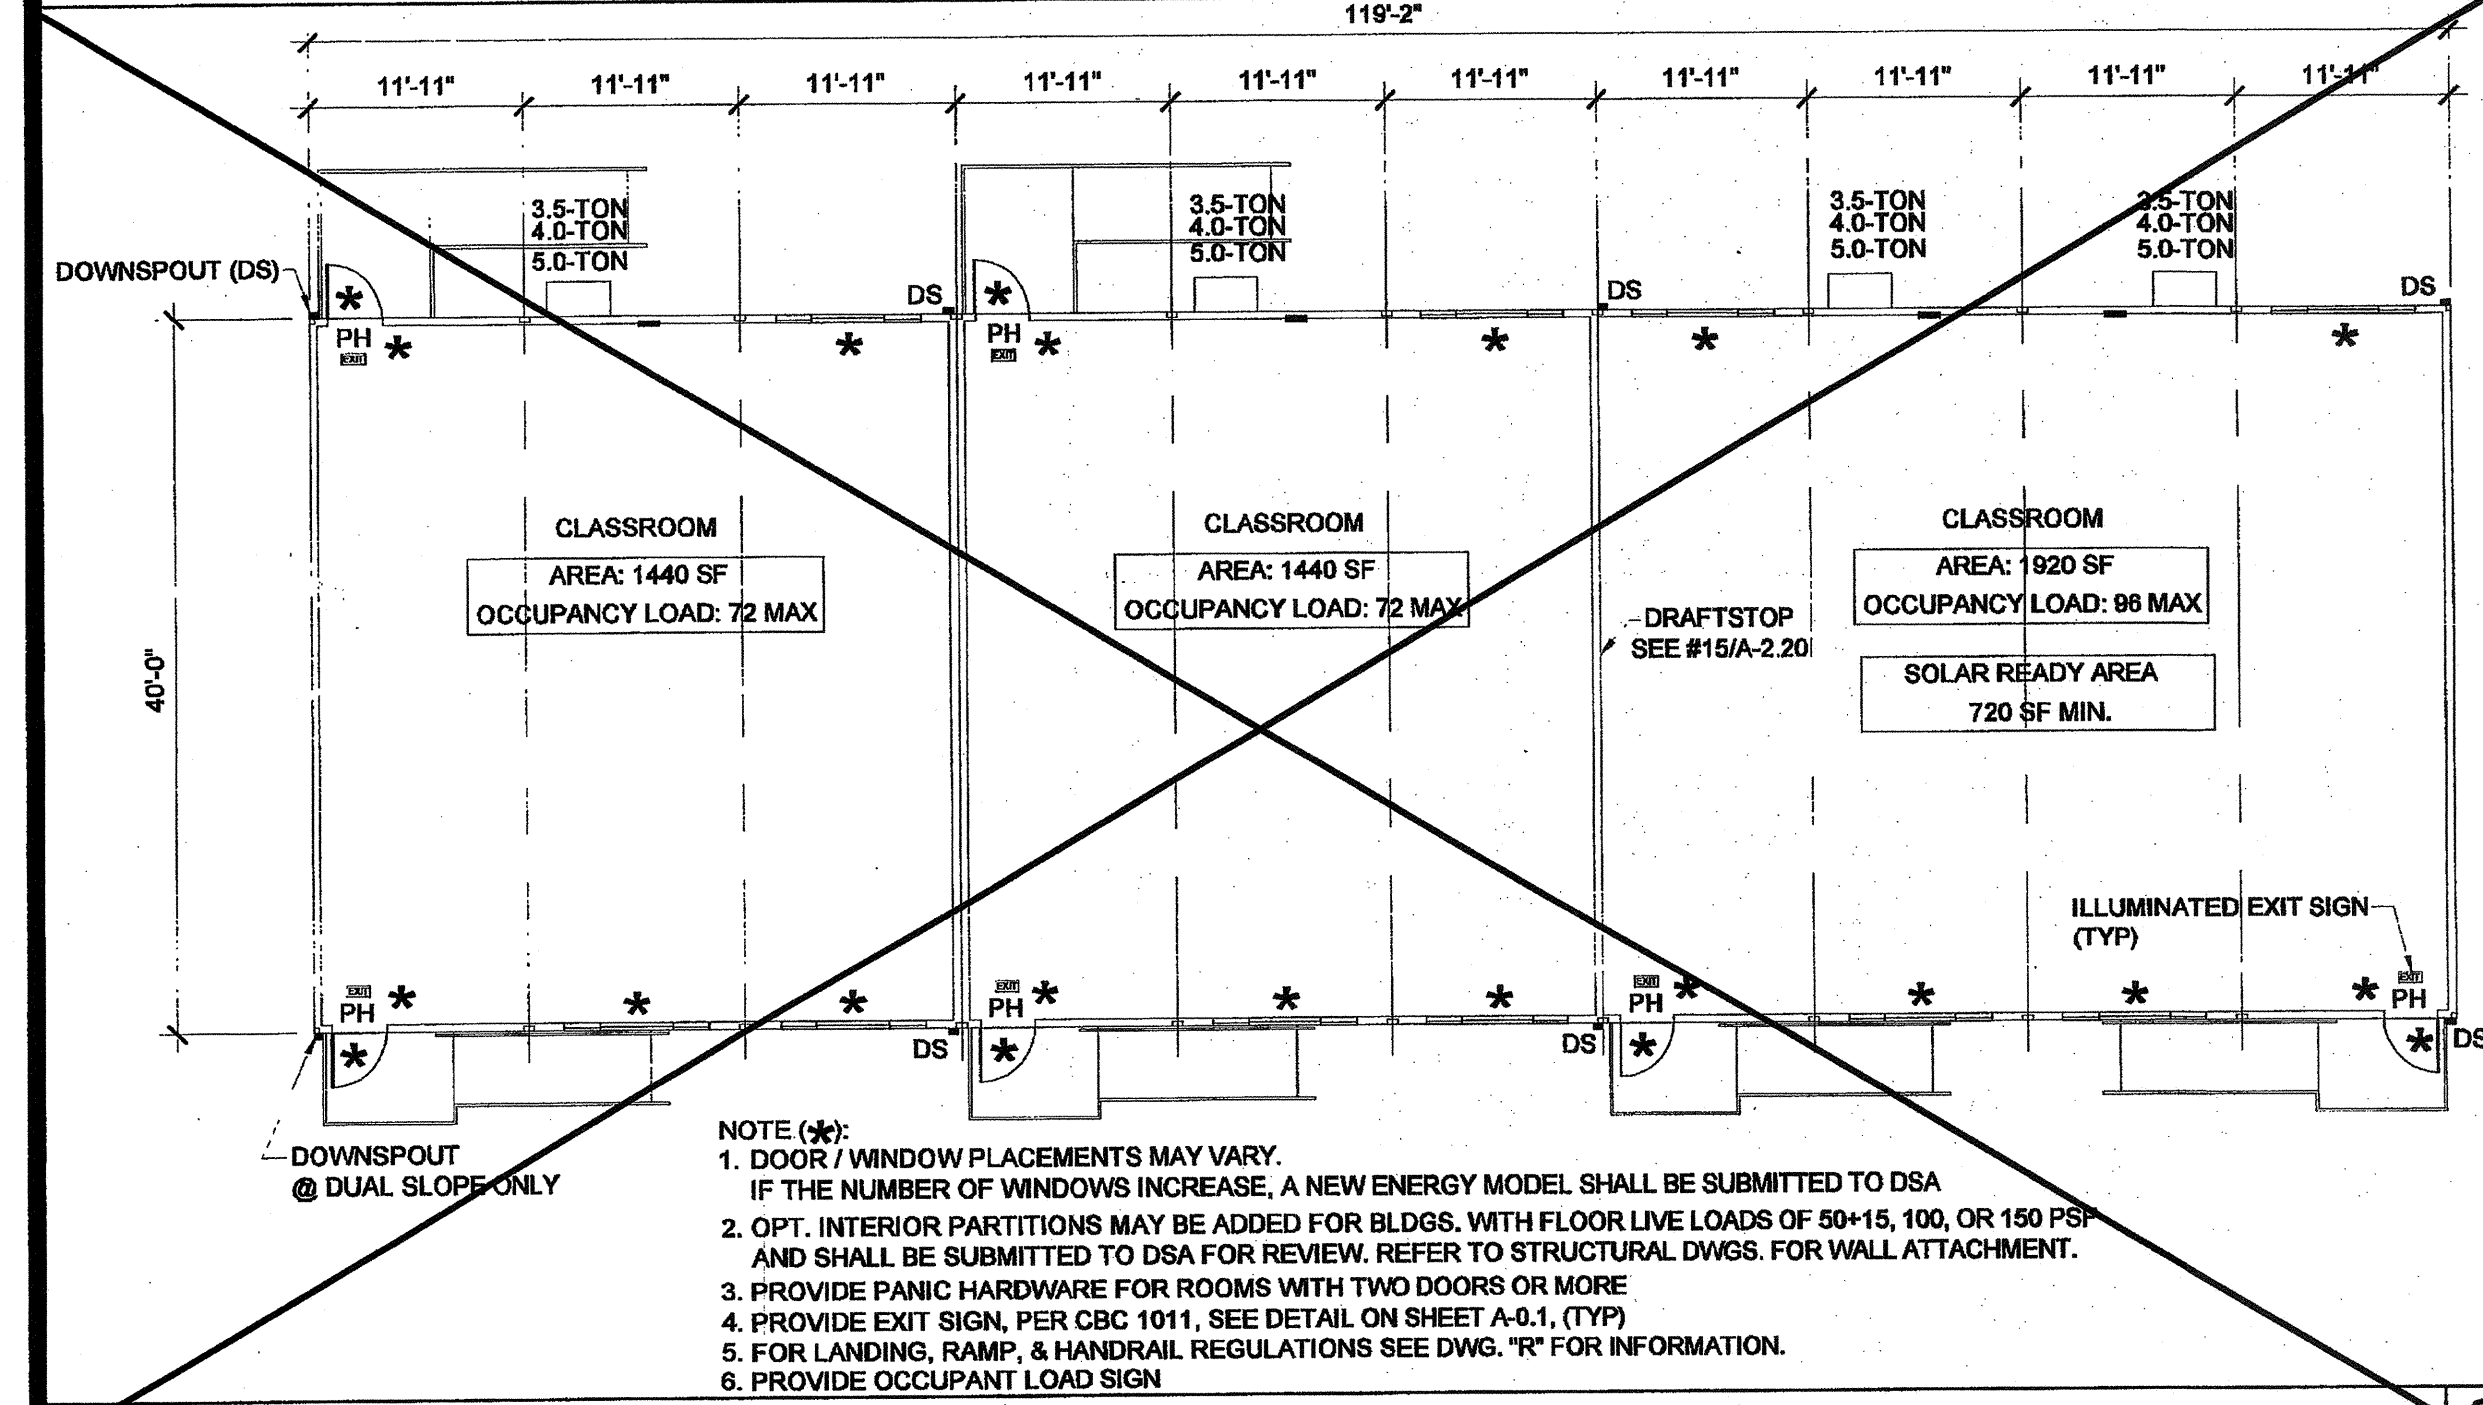 119'-2"
11'-11" 11'-11" 11'-11" 11'-11" 11'-11" 11'-11" 11'-11" 11'-11" 11'-11" 11'-11"
3.5-TON
4.0-TON
5.0-TON
3.5-TON
4.0-TON
5.0-TON
3.5-TON
4.0-TON
5.0-TON
3.5-TON
4.0-TON
5.0-TON
DOWNSPOUT (DS)
DS
DS
DS
*
*
PH *
EXIT
*
PH *
EXIT
*
*
*
40'-0"
CLASSROOM
AREA: 1440 SF
OCCUPANCY LOAD: 72 MAX
CLASSROOM
AREA: 1440 SF
OCCUPANCY LOAD: 72 MAX
DRAFTSTOP
SEE #15/A-2.20
CLASSROOM
AREA: 1920 SF
OCCUPANCY LOAD: 96 MAX
SOLAR READY AREA
720 SF MIN.
ILLUMINATED EXIT SIGN
(TYP)
EXIT
PH *
*
*
*
EXIT
PH *
*
*
*
EXIT
PH *
*
*
*
EXIT
* PH
*
DS
DS
DS
DOWNSPOUT
@ DUAL SLOPE ONLY
NOTE (*):
1. DOOR / WINDOW PLACEMENTS MAY VARY.
IF THE NUMBER OF WINDOWS INCREASE, A NEW ENERGY MODEL SHALL BE SUBMITTED TO DSA
2. OPT. INTERIOR PARTITIONS MAY BE ADDED FOR BLDGS. WITH FLOOR LIVE LOADS OF 50+15, 100, OR 150 PSF
AND SHALL BE SUBMITTED TO DSA FOR REVIEW. REFER TO STRUCTURAL DWGS. FOR WALL ATTACHMENT.
3. PROVIDE PANIC HARDWARE FOR ROOMS WITH TWO DOORS OR MORE
4. PROVIDE EXIT SIGN, PER CBC 1011, SEE DETAIL ON SHEET A-0.1, (TYP)
5. FOR LANDING, RAMP, & HANDRAIL REGULATIONS SEE DWG. "R" FOR INFORMATION.
6. PROVIDE OCCUPANT LOAD SIGN